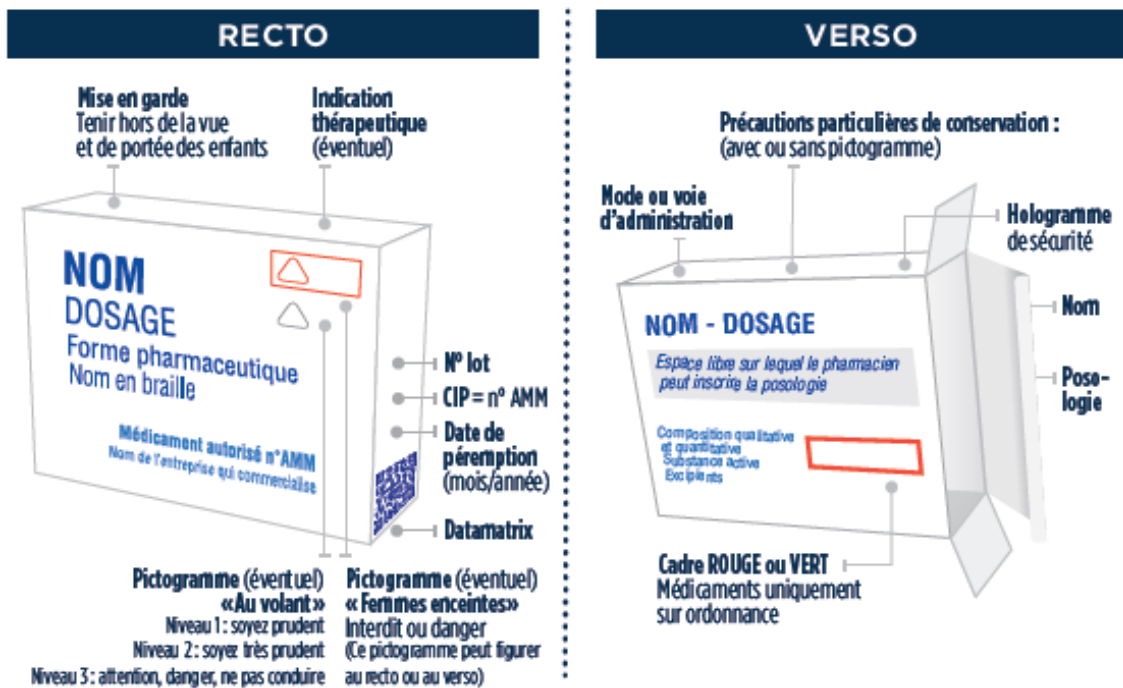 RECTO
Mise en garde
Tenir hors de la vue
et de portée des enfants
Indication
thérapeutique
(éventuel)
NOM
DOSAGE
Forme pharmaceutique
Nom en braille
Médicament autorisé n°AMM
Nom de l'entreprise qui commercialise
N° lot
CIP = n° AMM
Date de
péremption
(mois/année)
Datamatrix
Pictogramme (éventuel)
«Au volant»
Niveau 1 : soyez prudent
Niveau 2 : soyez très prudent
Niveau 3 : attention, danger, ne pas conduire
Pictogramme (éventuel)
« Femmes enceintes»
Interdit ou danger
(Ce pictogramme peut figurer
au recto ou au verso)
VERSO
Précautions particulières de conservation :
(avec ou sans pictogramme)
Mode ou voie
d'administration
Hologramme
de sécurité
Nom
Poso-
logie
NOM - DOSAGE
Espace libre sur lequel le pharmacien
peut inscrire la posologie
Composition qualitative
et quantitative
Substance active
Excipients
Cadre ROUGE ou VERT
Médicaments uniquement
sur ordonnance